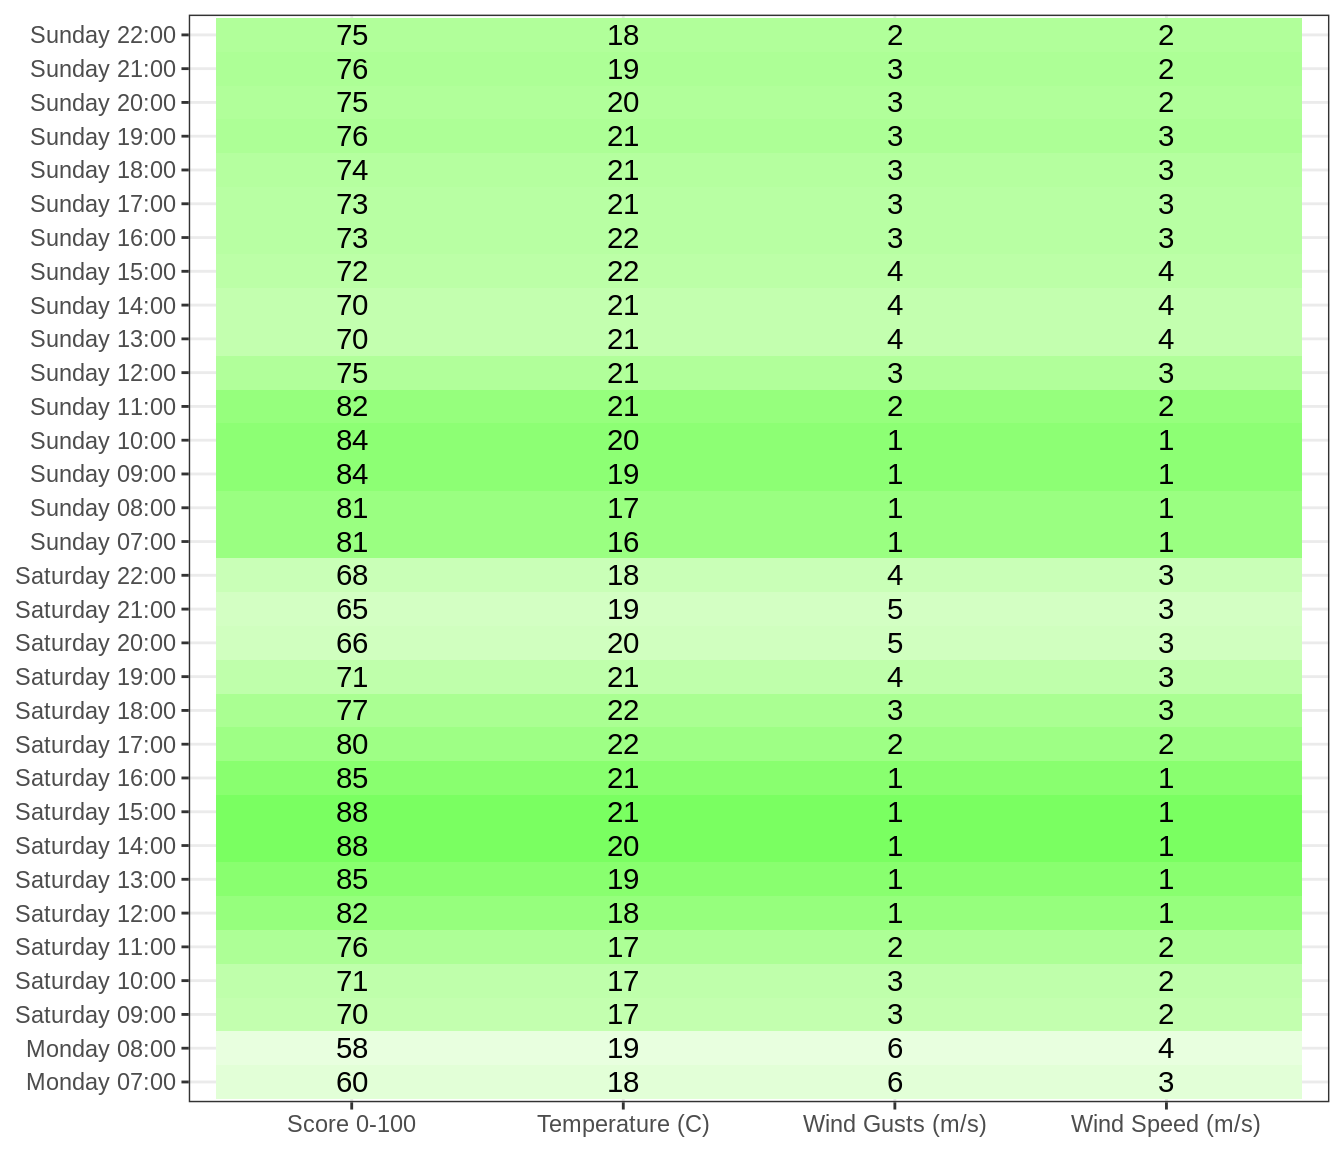 Sunday 22:00 75 18 2 2
Sunday 21:00 76 19 3 2
Sunday 20:00 75 20 3 2
Sunday 19:00 76 21 3 3
Sunday 18:00 74 21 3 3
Sunday 17:00 73 21 3 3
Sunday 16:00 73 22 3 3
Sunday 15:00 72 22 4 4
Sunday 14:00 70 21 4 4
Sunday 13:00 70 21 4 4
Sunday 12:00 75 21 3 3
Sunday 11:00 82 21 2 2
Sunday 10:00 84 20 1 1
Sunday 09:00 84 19 1 1
Sunday 08:00 81 17 1 1
Sunday 07:00 81 16 1 1
Saturday 22:00 68 18 4 3
Saturday 21:00 65 19 5 3
Saturday 20:00 66 20 5 3
Saturday 19:00 71 21 4 3
Saturday 18:00 77 22 3 3
Saturday 17:00 80 22 2 2
Saturday 16:00 85 21 1 1
Saturday 15:00 88 21 1 1
Saturday 14:00 88 20 1 1
Saturday 13:00 85 19 1 1
Saturday 12:00 82 18 1 1
Saturday 11:00 76 17 2 2
Saturday 10:00 71 17 3 2
Saturday 09:00 70 17 3 2
Monday 08:00 58 19 6 4
Monday 07:00 60 18 6 3
Score 0-100 Temperature (C) Wind Gusts (m/s) Wind Speed (m/s)